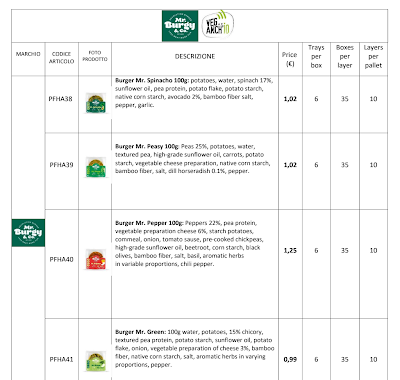 Mr. Burgy & Co.
VEGARCHIO
MARCHIO
CODICE ARTICOLO
FOTO PRODOTTO
DESCRIZIONE
Price (€)
Trays per box
Boxes per layer
Layers per pallet
PFHA38
Burger Mr. Spinacho 100g: potatoes, water, spinach 17%,
sunflower oil, pea protein, potato flake, potato starch,
native corn starch, avocado 2%, bamboo fiber salt,
pepper, garlic.
1,02
6
35
10
PFHA39
Burger Mr. Peasy 100g: Peas 25%, potatoes, water,
textured pea, high-grade sunflower oil, carrots, potato
starch, vegetable cheese preparation, native corn starch,
bamboo fiber, salt, dill horseradish 0.1%, pepper.
1,02
6
35
10
Mr. Burgy & Co.
PFHA40
Burger Mr. Pepper 100g: Peppers 22%, pea protein,
vegetable preparation cheese 6%, starch potatoes,
cornmeal, onion, tomato sauce, pre-cooked chickpeas,
high-grade sunflower oil, beetroot, corn starch, black
olives, bamboo fiber, salt, basil, aromatic herbs
in variable proportions, chili pepper.
1,25
6
35
10
PFHA41
Burger Mr. Green: 100g water, potatoes, 15% chicory,
textured pea protein, potato starch, sunflower oil, potato
flake, onion, vegetable preparation of cheese 3%, bamboo
fiber, native corn starch, salt, aromatic herbs in varying
proportions, pepper.
0,99
6
35
10